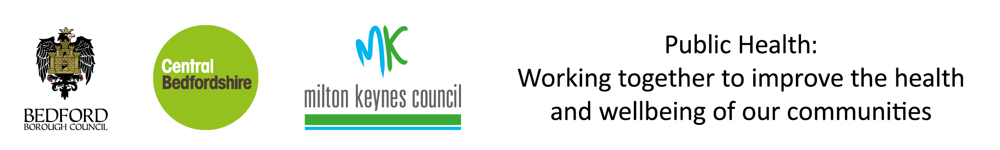 BEDFORD
BOROUGH COUNCIL
Central
Bedfordshire
MK
milton keynes council
Public Health:
Working together to improve the health
and wellbeing of our communities